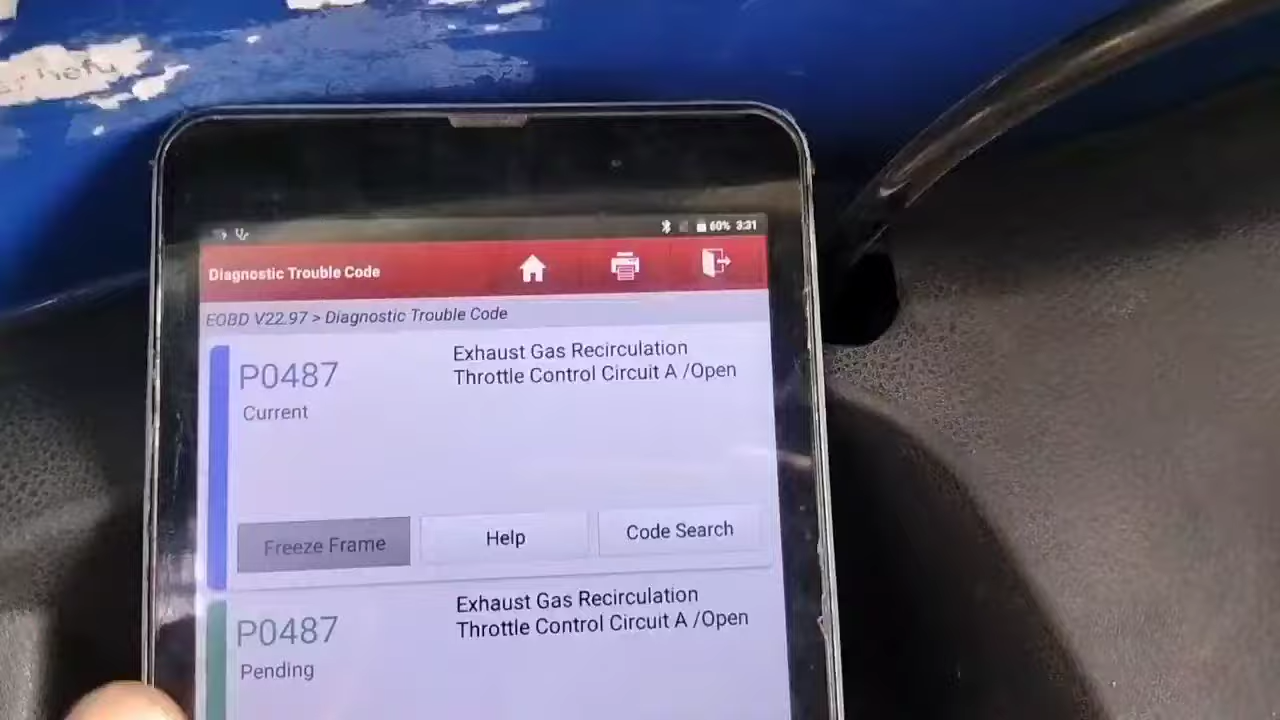 60% 3:31
Diagnostic Trouble Code
EOBD V22.97 > Diagnostic Trouble Code
P0487
Exhaust Gas Recirculation
Throttle Control Circuit A /Open
Current
Freeze Frame
Help
Code Search
P0487
Exhaust Gas Recirculation
Throttle Control Circuit A /Open
Pending